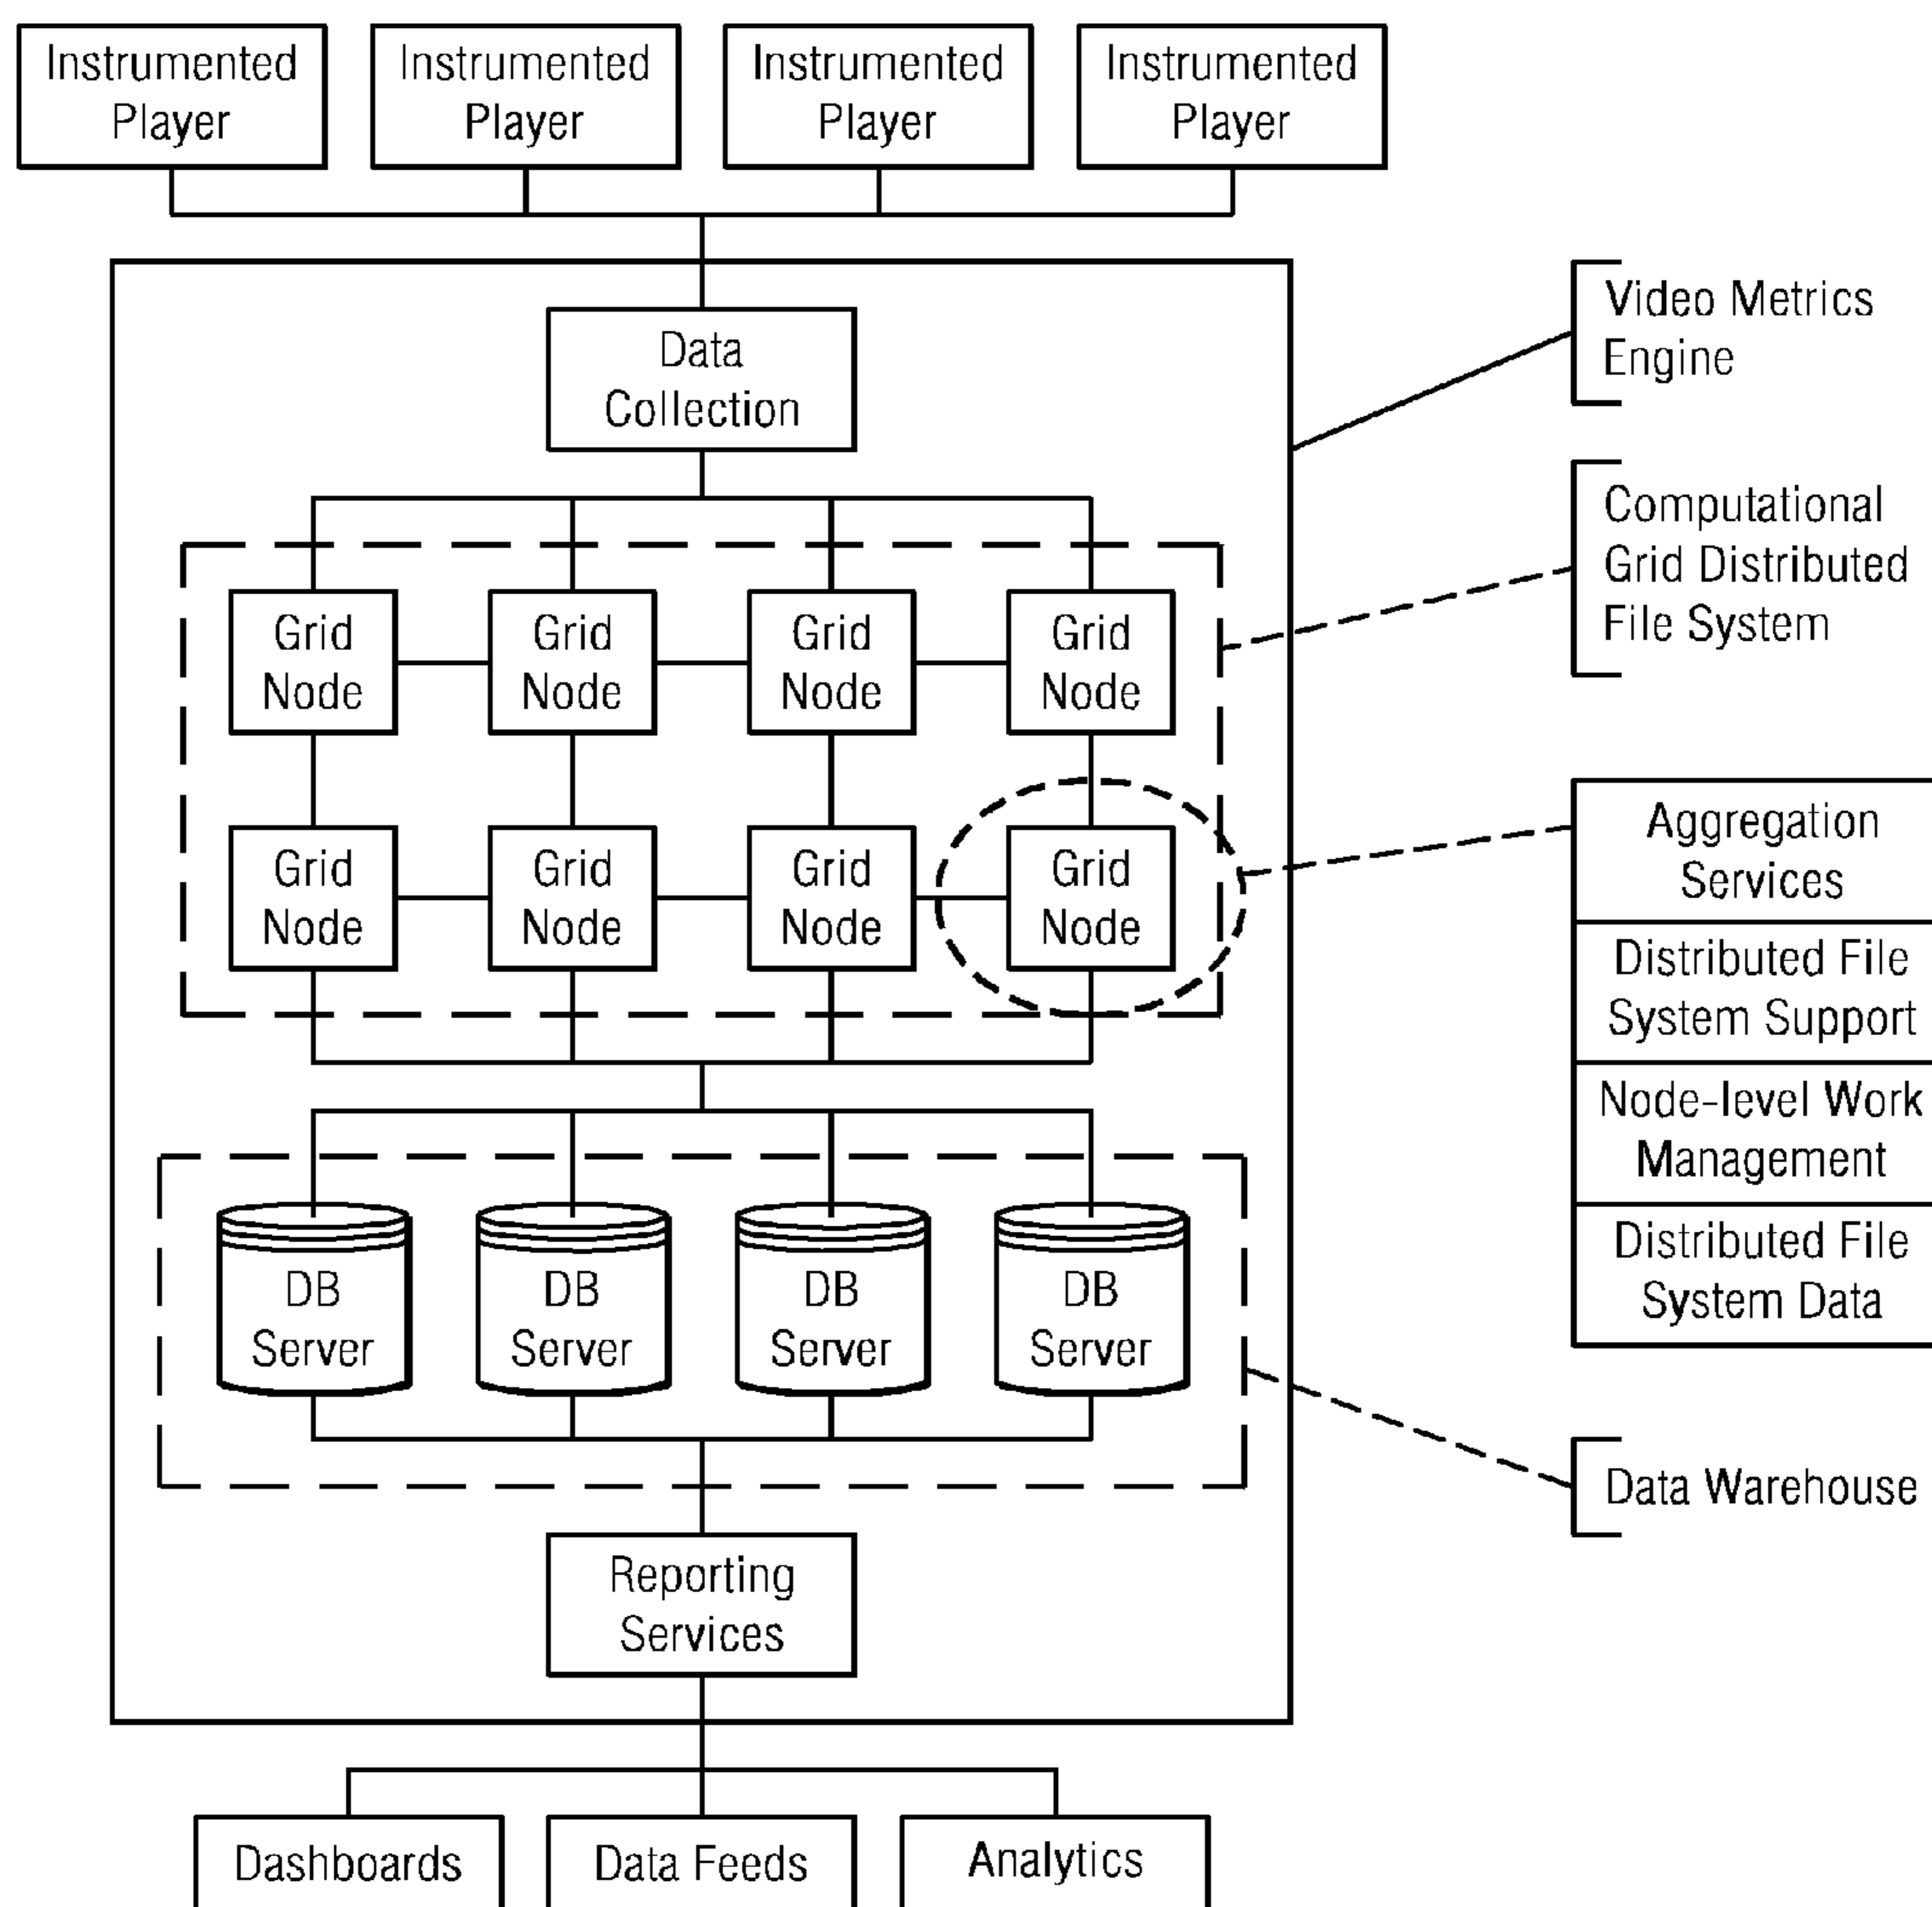 Instrumented
Player
Instrumented
Player
Instrumented
Player
Instrumented
Player
Data
Collection
Video Metrics
Engine
Computational
Grid Distributed
File System
Grid
Node
Grid
Node
Grid
Node
Grid
Node
Grid
Node
Grid
Node
Grid
Node
Grid
Node
Aggregation
Services
Distributed File
System Support
Node-level Work
Management
Distributed File
System Data
DB
Server
DB
Server
DB
Server
DB
Server
Data Warehouse
Reporting
Services
Dashboards
Data Feeds
Analytics